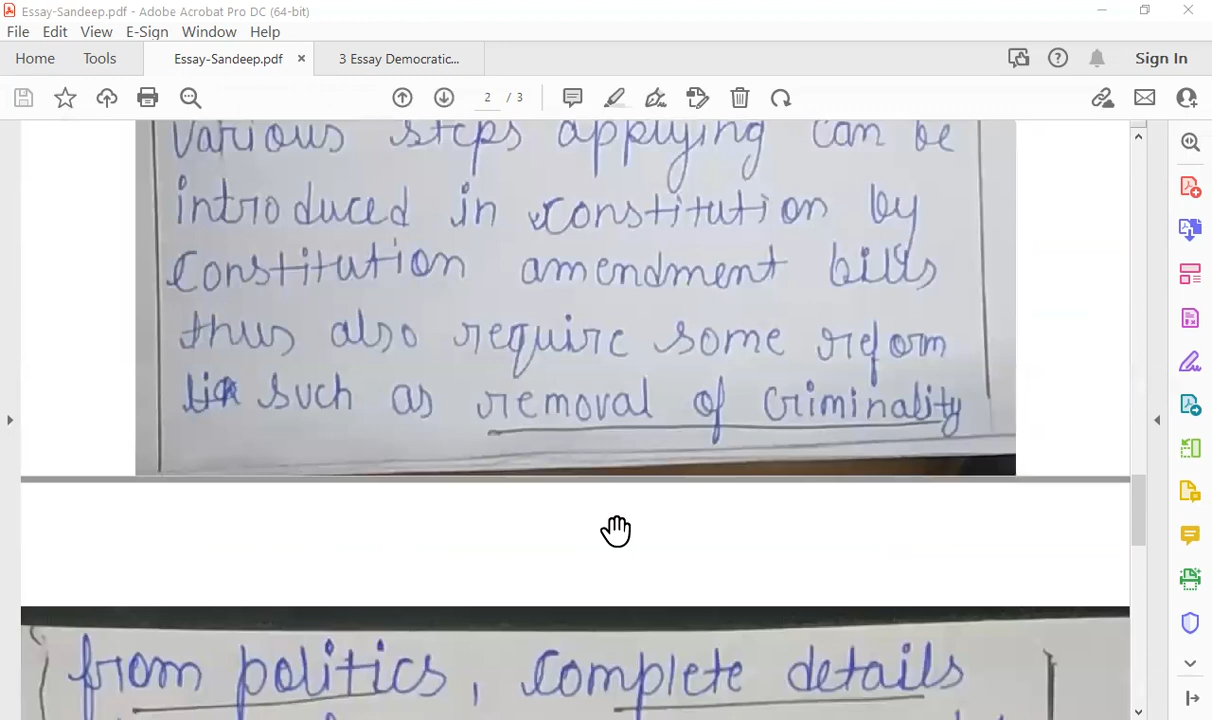 Essay-Sandeep.pdf - Adobe Acrobat Pro DC (64-bit)
File Edit View E-Sign Window Help
Home Tools Essay-Sandeep.pdf × 3 Essay Democratic... Sign In
2 / 3
Various steps applying can be
introduced in constitution by
Constitution amendment bills
thus also require some reform
such as removal of criminality
from politics, complete details